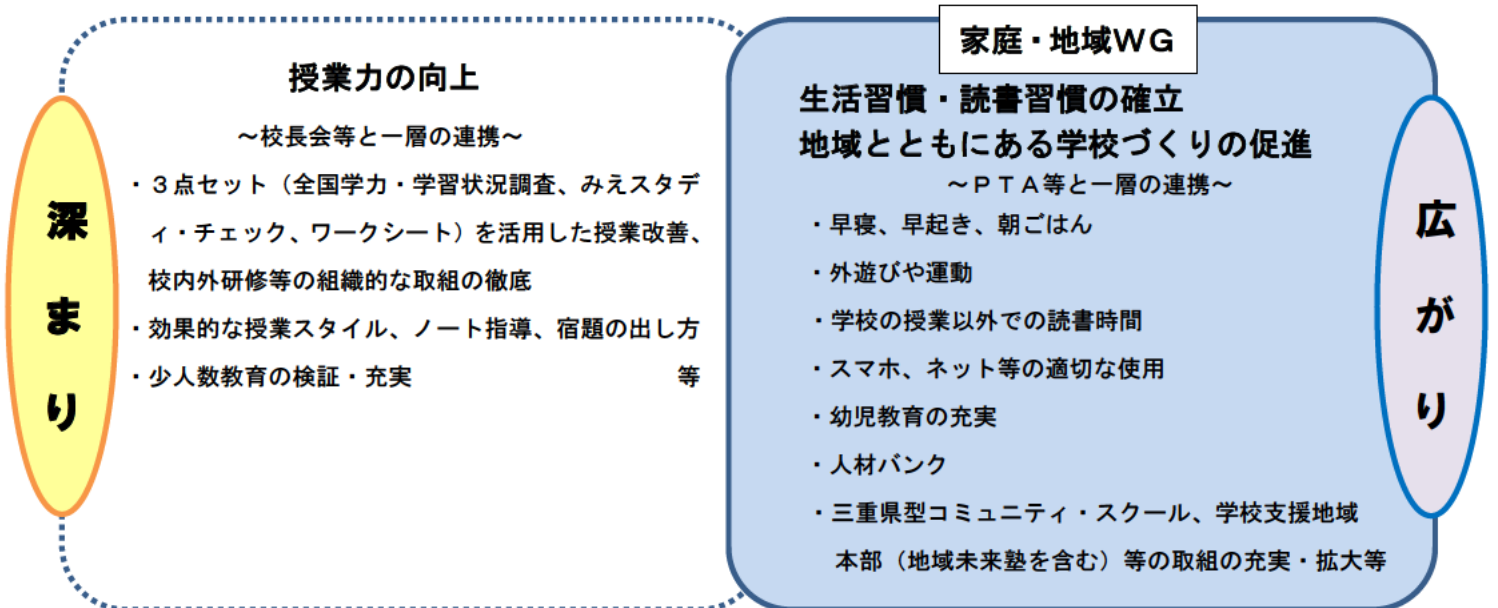 深まり
授業力の向上
～校長会等と一層の連携～
・３点セット（全国学力・学習状況調査、みえスタデ
ィ・チェック、ワークシート）を活用した授業改善、
校内外研修等の組織的な取組の徹底
・効果的な授業スタイル、ノート指導、宿題の出し方
・少人数教育の検証・充実 等
家庭・地域ＷＧ
生活習慣・読書習慣の確立
地域とともにある学校づくりの促進
～ＰＴＡ等と一層の連携～
・早寝、早起き、朝ごはん
・外遊びや運動
・学校の授業以外での読書時間
・スマホ、ネット等の適切な使用
・幼児教育の充実
・人材バンク
・三重県型コミュニティ・スクール、学校支援地域
本部（地域未来塾を含む）等の取組の充実・拡大等
広がり